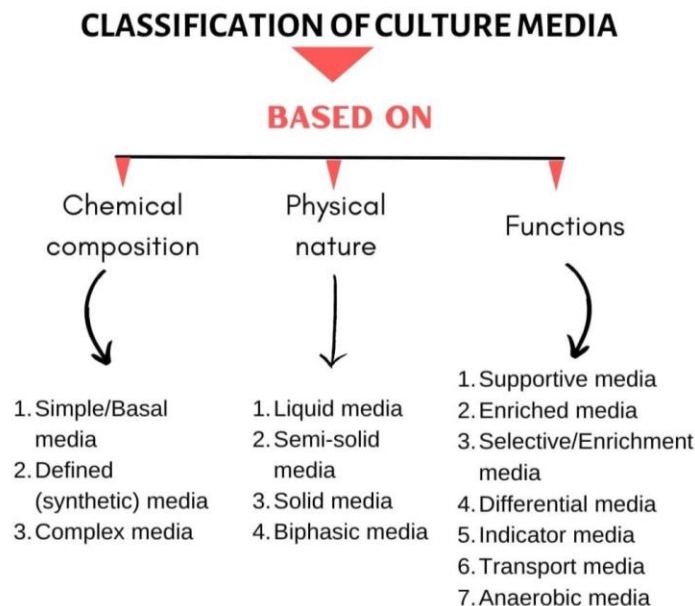 CLASSIFICATION OF CULTURE MEDIA
BASED ON
Chemical
composition
Physical
nature
Functions
1. Simple/Basal
media
2. Defined
(synthetic) media
3. Complex media
1. Liquid media
2. Semi-solid
media
3. Solid media
4. Biphasic media
1. Supportive media
2. Enriched media
3. Selective/Enrichment
media
4. Differential media
5. Indicator media
6. Transport media
7. Anaerobic media